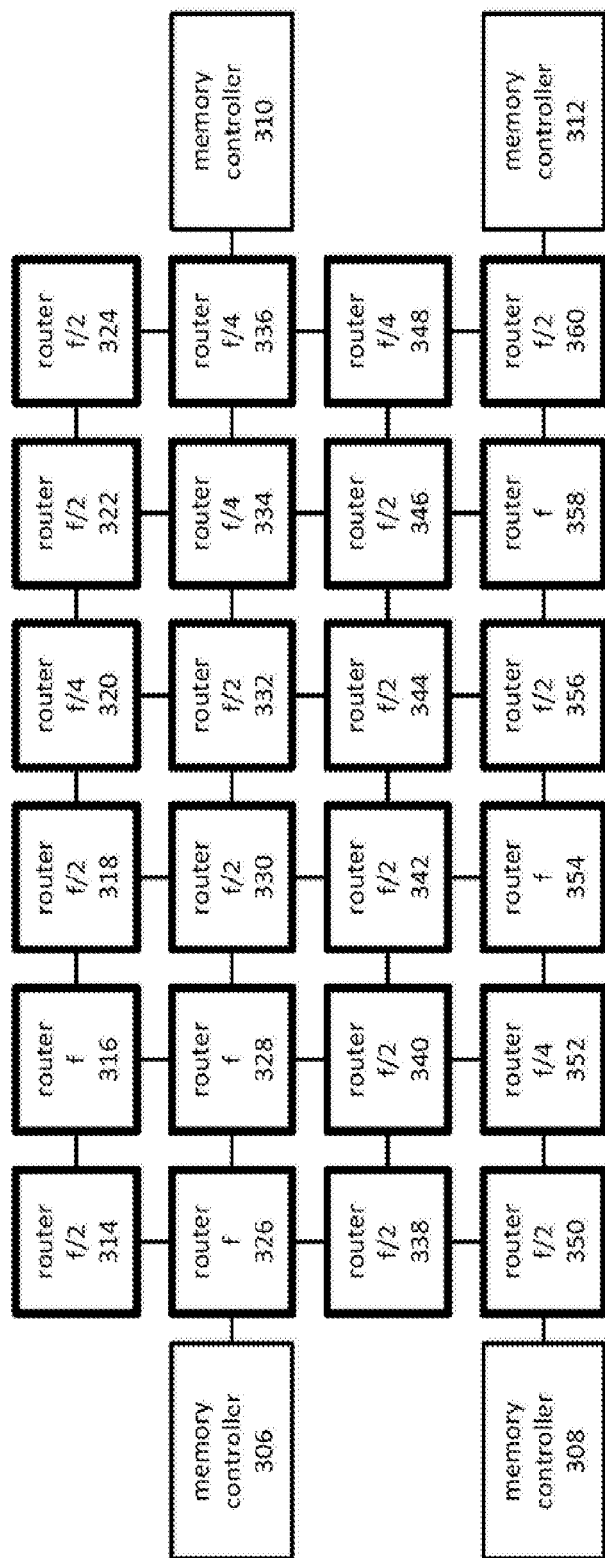 router
f/2
314
router
f
316
router
f/2
318
router
f/4
320
router
f/2
322
router
f/2
324
memory
controller
306
router
f
326
router
f
328
router
f/2
330
router
f/2
332
router
f/4
334
router
f/4
336
memory
controller
310
router
f/2
338
router
f/2
340
router
f/2
342
router
f/2
344
router
f/2
346
router
f/4
348
memory
controller
308
router
f/2
350
router
f/4
352
router
f
354
router
f/2
356
router
f
358
router
f/2
360
memory
controller
312